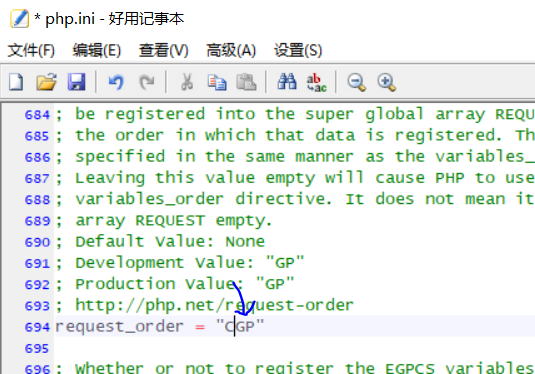 * php.ini - 好用记事本
文件(F) 编辑(E) 查看(V) 高级(A) 设置(S)
684 ; be registered into the super global array REQU
685 ; the order in which that data is registered. Th
686 ; specified in the same manner as the variables_
687 ; Leaving this value empty will cause PHP to use
688 ; variables_order directive. It does not mean it
689 ; array REQUEST empty.
690 ; Default Value: None
691 ; Development Value: "GP"
692 ; Production Value: "GP"
693 ; http://php.net/request-order
694 request_order = "CGP"
695
696 ; Whether or not to register the EGPCS variables